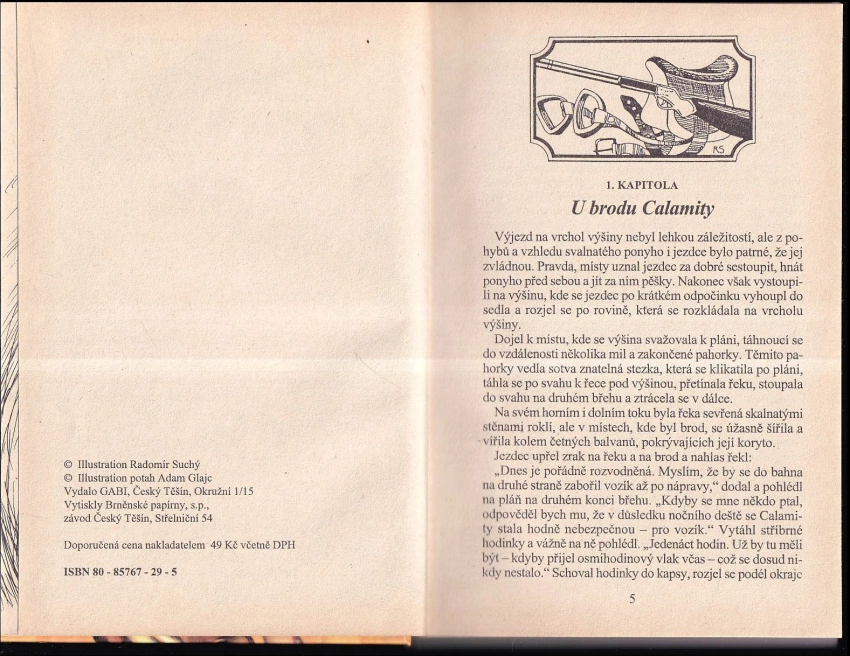 © Illustration Radomír Suchý
© Illustration potah Adam Glajc
Vydalo GABI, Český Těšín, Okružní 1/15
Vytiskly Brněnské papírny, s.p.,
závod Český Těšín, Střelniční 54
Doporučená cena nakladatelem 49 Kč včetně DPH
ISBN 80 - 85767 - 29 - 5
RS
1. KAPITOLA
U brodu Calamity
Výjezd na vrchol výšiny nebyl lehkou záležitostí, ale z po-
hybů a vzhledu svalnatého ponyho i jezdce bylo patrné, že jej
zvládnou. Pravda, místy uznal jezdec za dobré sestoupit, hnát
ponyho před sebou a jít za ním pěšky. Nakonec však vystoupi-
li na výšinu, kde se jezdec po krátkém odpočinku vyhoupl do
sedla a rozjel se po rovině, která se rozkládala na vrcholu
výšiny.
Dojel k místu, kde se výšina svažovala k pláni, táhnoucí se
do vzdálenosti několika mil a zakončené pahorky. Těmito pa-
horky vedla sotva znatelná stezka, která se klikatila po pláni,
táhla se po svahu k řece pod výšinou, přetínala řeku, stoupala
do svahu na druhém břehu a ztrácela se v dálce.
Na svém horním i dolním toku byla řeka sevřená skalnatými
stěnami roklí, ale v místech, kde byl brod, se úžasně šířila a
vířila kolem četných balvanů, pokrývajících její koryto.
Jezdec upřel zrak na řeku a na brod a nahlas řekl:
„Dnes je pořádně rozvodněná. Myslím, že by se do bahna
na druhé straně zabořil vozík až po nápravy,“ dodal a pohlédl
na pláň na druhém konci břehu. „Kdyby se mne někdo ptal,
odpověděl bych mu, že v důsledku nočního deště se Calami-
ty stala hodně nebezpečnou – pro vozík.“ Vytáhl stříbrné
hodinky a vážně na ně pohlédl. „Jedenáct hodin. Už by tu měli
být – kdyby přijel osmihodinový vlak včas – což se dosud ni-
kdy nestalo.“ Schoval hodinky do kapsy, rozjel se podél okraje
5